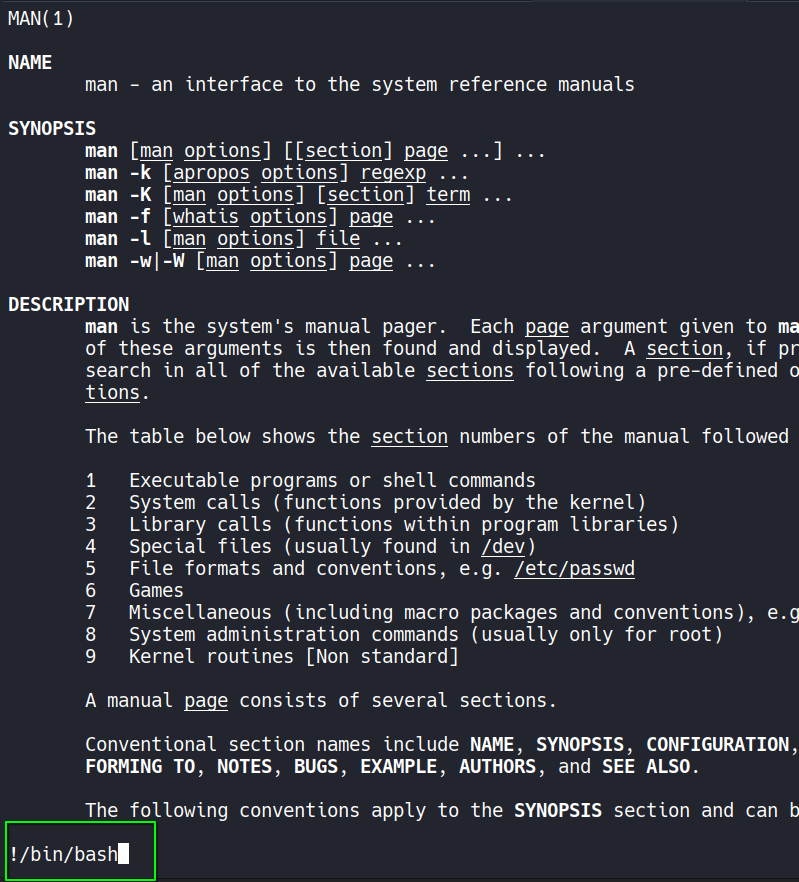 MAN(1)
NAME
man - an interface to the system reference manuals
SYNOPSIS
man [man options] [[section] page ...] ...
man -k [apropos options] regexp ...
man -K [man options] [section] term ...
man -f [whatis options] page ...
man -l [man options] file ...
man -w|-W [man options] page ...
DESCRIPTION
man is the system's manual pager.  Each page argument given to ma
of these arguments is then found and displayed.  A section, if pr
search in all of the available sections following a pre-defined o
tions.
The table below shows the section numbers of the manual followed
1   Executable programs or shell commands
2   System calls (functions provided by the kernel)
3   Library calls (functions within program libraries)
4   Special files (usually found in /dev)
5   File formats and conventions, e.g. /etc/passwd
6   Games
7   Miscellaneous (including macro packages and conventions), e.g
8   System administration commands (usually only for root)
9   Kernel routines [Non standard]
A manual page consists of several sections.
Conventional section names include NAME, SYNOPSIS, CONFIGURATION,
FORMING TO, NOTES, BUGS, EXAMPLE, AUTHORS, and SEE ALSO.
The following conventions apply to the SYNOPSIS section and can b
!/bin/bash